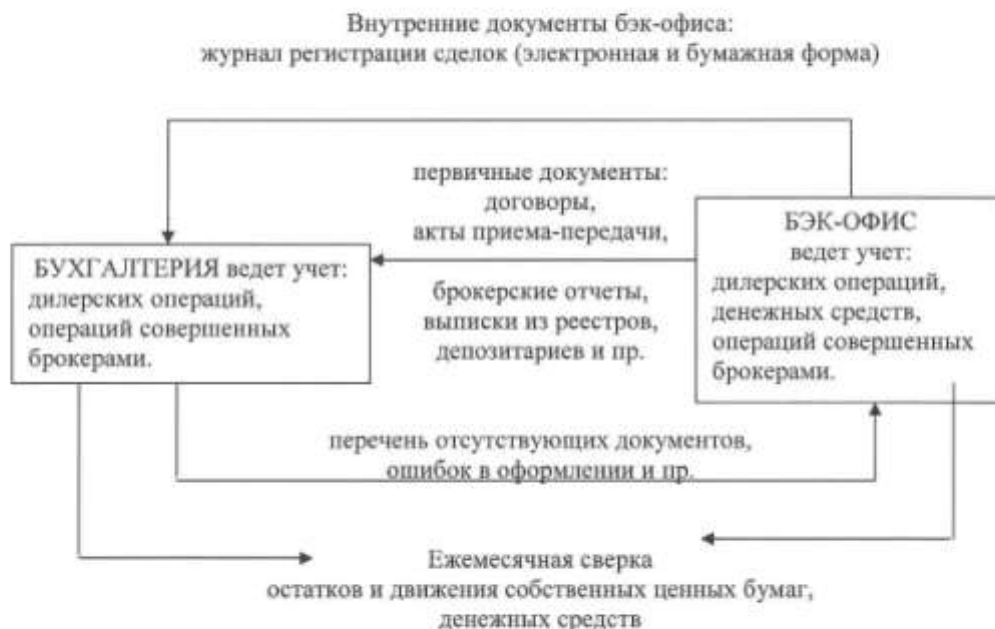 Внутренние документы бэк-офиса:
журнал регистрации сделок (электронная и бумажная форма)
первичные документы:
договоры,
акты приема-передачи,
брокерские отчеты,
выписки из реестров,
депозитариев и пр.
БУХГАЛТЕРИЯ ведет учет:
дилерских операций,
операций совершенных
брокерами.
БЭК-ОФИС
ведет учет:
дилерских операций,
денежных средств,
операций совершенных
брокерами.
перечень отсутствующих документов,
ошибок в оформлении и пр.
Ежемесячная сверка
остатков и движения собственных ценных бумаг,
денежных средств